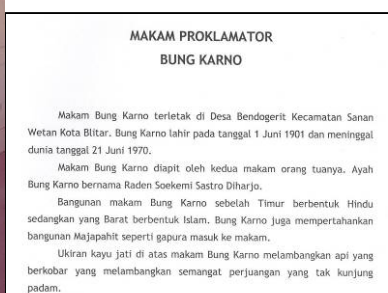 MAKAM PROKLAMATOR
BUNG KARNO
Makam Bung Karno terletak di Desa Bendogerit Kecamatan Sanan
Wetan Kota Blitar. Bung Karno lahir pada tanggal 1 Juni 1901 dan meninggal
dunia tanggal 21 Juni 1970.
Makam Bung Karno diapit oleh kedua makam orang tuanya. Ayah
Bung Karno bernama Raden Soekemi Sastro Diharjo.
Bangunan makam Bung Karno sebelah Timur berbentuk Hindu
sedangkan yang Barat berbentuk Islam. Bung Karno juga mempertahankan
bangunan Majapahit seperti gapura masuk ke makam.
Ukiran kayu jati di atas makam Bung Karno melambangkan api yang
berkobar yang melambangkan semangat perjuangan yang tak kunjung
padam.